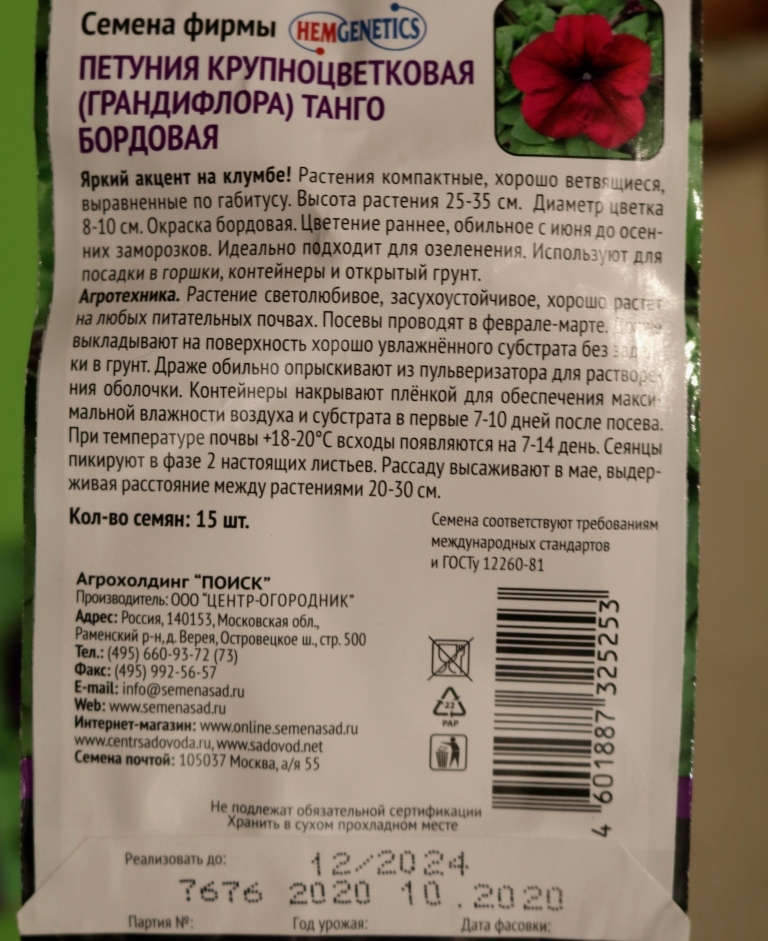 Семена фирмы HEMGENETICS
ПЕТУНИЯ КРУПНОЦВЕТКОВАЯ
(ГРАНДИФЛОРА) ТАНГО
БОРДОВАЯ
Яркий акцент на клумбе! Растения компактные, хорошо ветвящиеся,
выравненные по габитусу. Высота растения 25-35 см. Диаметр цветка
8-10 см. Окраска бордовая. Цветение раннее, обильное с июня до осен-
них заморозков. Идеально подходит для озеленения. Используют для
посадки в горшки, контейнеры и открытый грунт.
Агротехника. Растение светолюбивое, засухоустойчивое, хорошо растет
на любых питательных почвах. Посевы проводят в феврале-марте.
выкладывают на поверхность хорошо увлажнённого субстрата без задел-
ки в грунт. Драже обильно опрыскивают из пульверизатора для растворе-
ния оболочки. Контейнеры накрывают плёнкой для обеспечения макси-
мальной влажности воздуха и субстрата в первые 7-10 дней после посева.
При температуре почвы +18-20°С всходы появляются на 7-14 день. Сеянцы
пикируют в фазе 2 настоящих листьев. Рассаду высаживают в мае, выдер-
живая расстояние между растениями 20-30 см.
Кол-во семян: 15 шт.
Семена соответствуют требованиям
международных стандартов
и ГОСТу 12260-81
Агрохолдинг "ПОИСК"
Производитель: ООО "ЦЕНТР-ОГОРОДНИК"
Адрес: Россия, 140153, Московская обл.,
Раменский р-н, д. Верея, Островецкое ш., стр. 500
Тел.: (495) 660-93-72 (73)
Факс: (495) 992-56-57
E-mail: info@semenasad.ru
Web: www.semenasad.ru
Интернет-магазин: www.online.semenasad.ru
www.centrsadovoda.ru, www.sadovod.net
Семена почтой: 105037 Москва, а/я 55
22
PAP
4 601887 325253
Не подлежат обязательной сертификации
Хранить в сухом прохладном месте
Реализовать до: 12/2024
7676 2020 10.2020
Партия №: Год урожая: Дата фасовки: